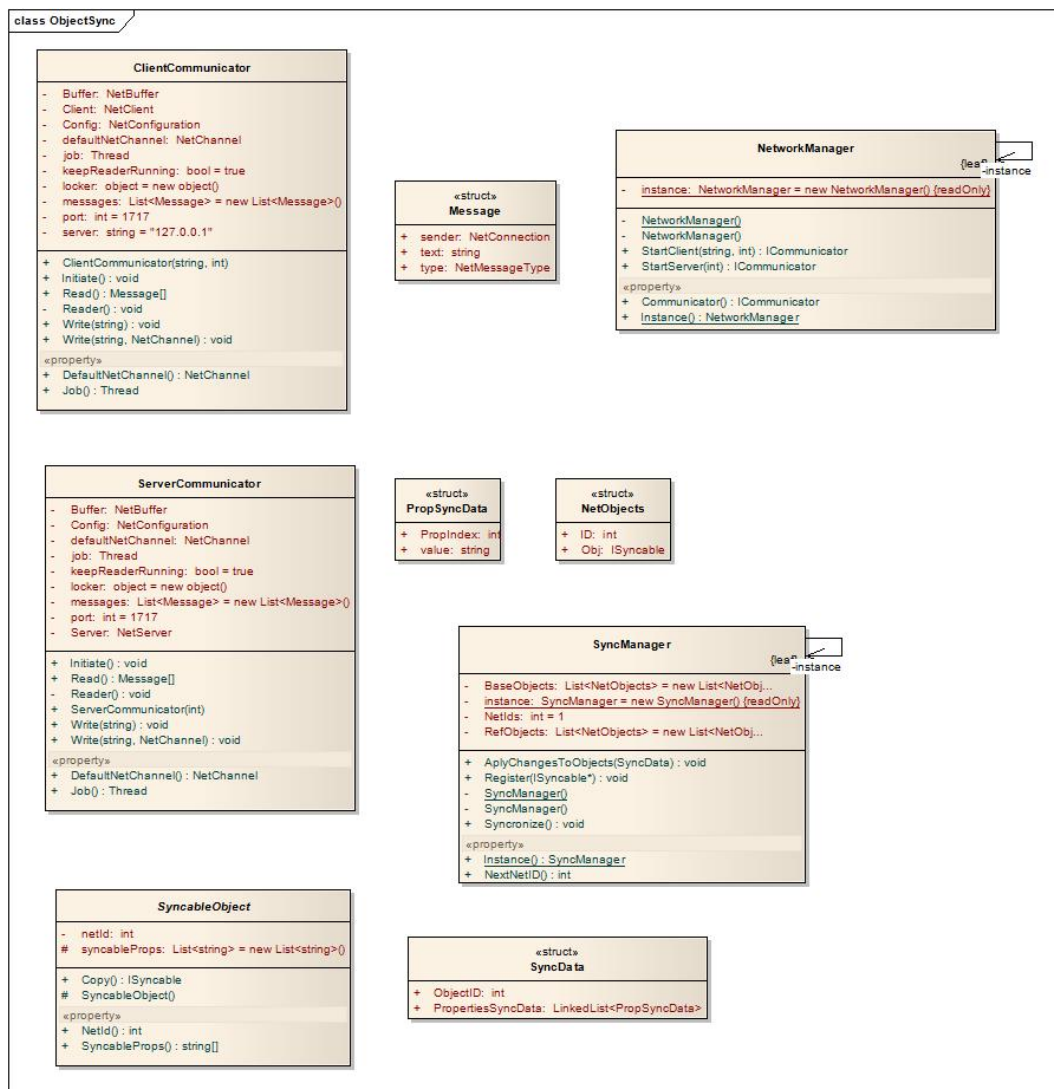 class ObjectSync
ClientCommunicator
- Buffer: NetBuffer
- Client: NetClient
- Config: NetConfiguration
- defaultNetChannel: NetChannel
- job: Thread
- keepReaderRunning: bool = true
- locker: object = new object()
- messages: List<Message> = new List<Message>()
- port: int = 1717
- server: string = "127.0.0.1"
+ ClientCommunicator(string, int)
+ Initiate() : void
+ Read() : Message[]
- Reader() : void
+ Write(string) : void
+ Write(string, NetChannel) : void
«property»
+ DefaultNetChannel() : NetChannel
+ Job() : Thread
«struct»
Message
+ sender: NetConnection
+ text: string
+ type: NetMessageType
NetworkManager
{leaf
-instance
- instance: NetworkManager = new NetworkManager() {readOnly}
- NetworkManager()
- NetworkManager()
+ StartClient(string, int) : ICommunicator
+ StartServer(int) : ICommunicator
«property»
+ Communicator() : ICommunicator
+ Instance() : NetworkManager
ServerCommunicator
- Buffer: NetBuffer
- Config: NetConfiguration
- defaultNetChannel: NetChannel
- job: Thread
- keepReaderRunning: bool = true
- locker: object = new object()
- messages: List<Message> = new List<Message>()
- port: int = 1717
- Server: NetServer
+ Initiate() : void
+ Read() : Message[]
- Reader() : void
+ ServerCommunicator(int)
+ Write(string) : void
+ Write(string, NetChannel) : void
«property»
+ DefaultNetChannel() : NetChannel
+ Job() : Thread
«struct»
PropSyncData
+ PropIndex: int
+ value: string
«struct»
NetObjects
+ ID: int
+ Obj: ISyncable
SyncManager
{leaf
-instance
- BaseObjects: List<NetObjects> = new List<NetObj...
- instance: SyncManager = new SyncManager() {readOnly}
- NetIds: int = 1
- RefObjects: List<NetObjects> = new List<NetObj...
+ AplyChangesToObjects(SyncData) : void
+ Register(ISyncable*) : void
- SyncManager()
- SyncManager()
+ Syncronize() : void
«property»
+ Instance() : SyncManager
+ NextNetID() : int
SyncableObject
- netId: int
# syncableProps: List<string> = new List<string>()
+ Copy() : ISyncable
# SyncableObject()
«property»
+ NetId() : int
+ SyncableProps() : string[]
«struct»
SyncData
+ ObjectID: int
+ PropertiesSyncData: LinkedList<PropSyncData>